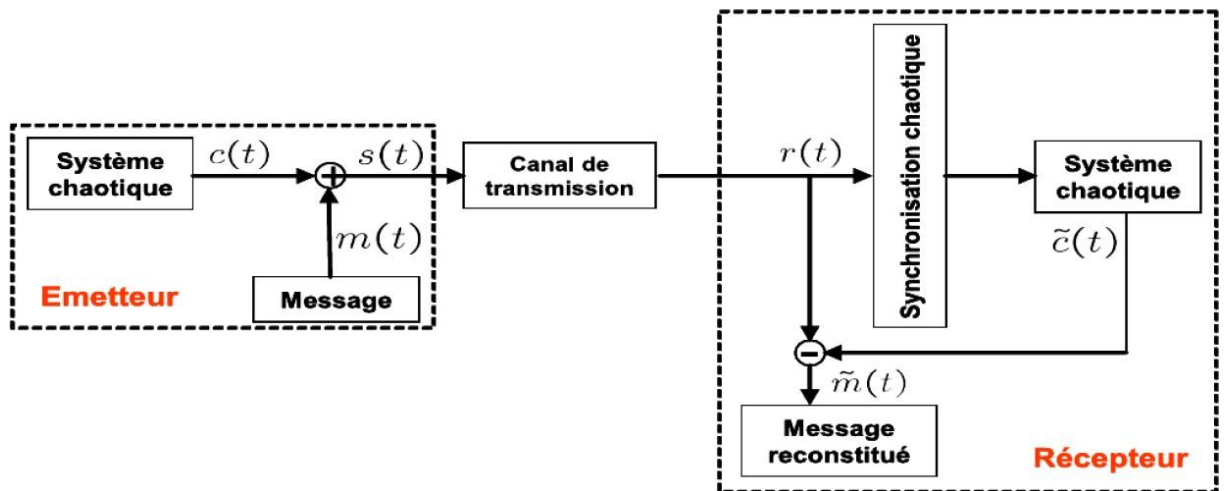 Système
chaotique
c(t)
+
s(t)
m(t)
Message
Emetteur
Canal de
transmission
r(t)
Synchronisation chaotique
Système
chaotique
c̃(t)
−
m̃(t)
Message
reconstitué
Récepteur